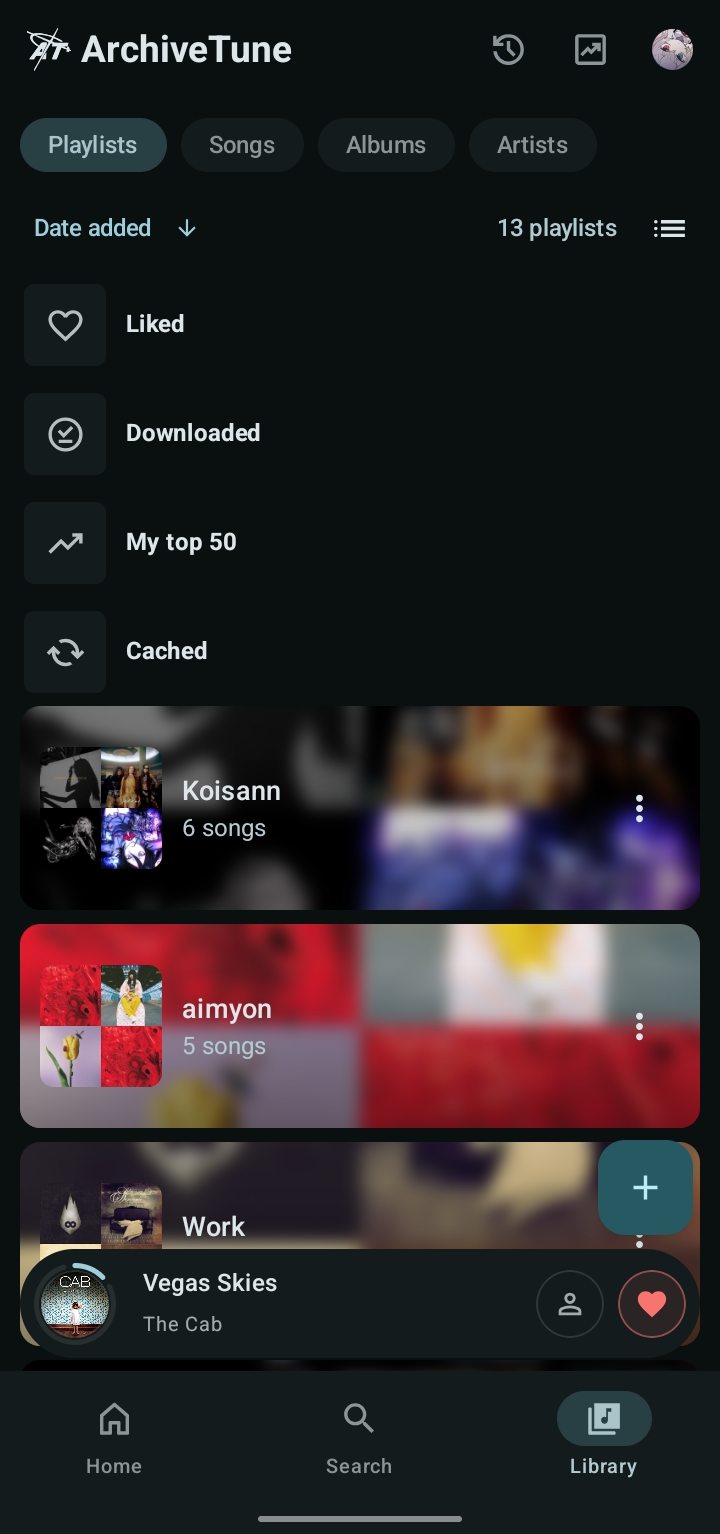 ArchiveTune
Playlists
Songs
Albums
Artists
Date added
13 playlists
Liked
Downloaded
My top 50
Cached
Koisann
6 songs
aimyon
5 songs
Work
CAB
Vegas Skies
The Cab
Home
Search
Library